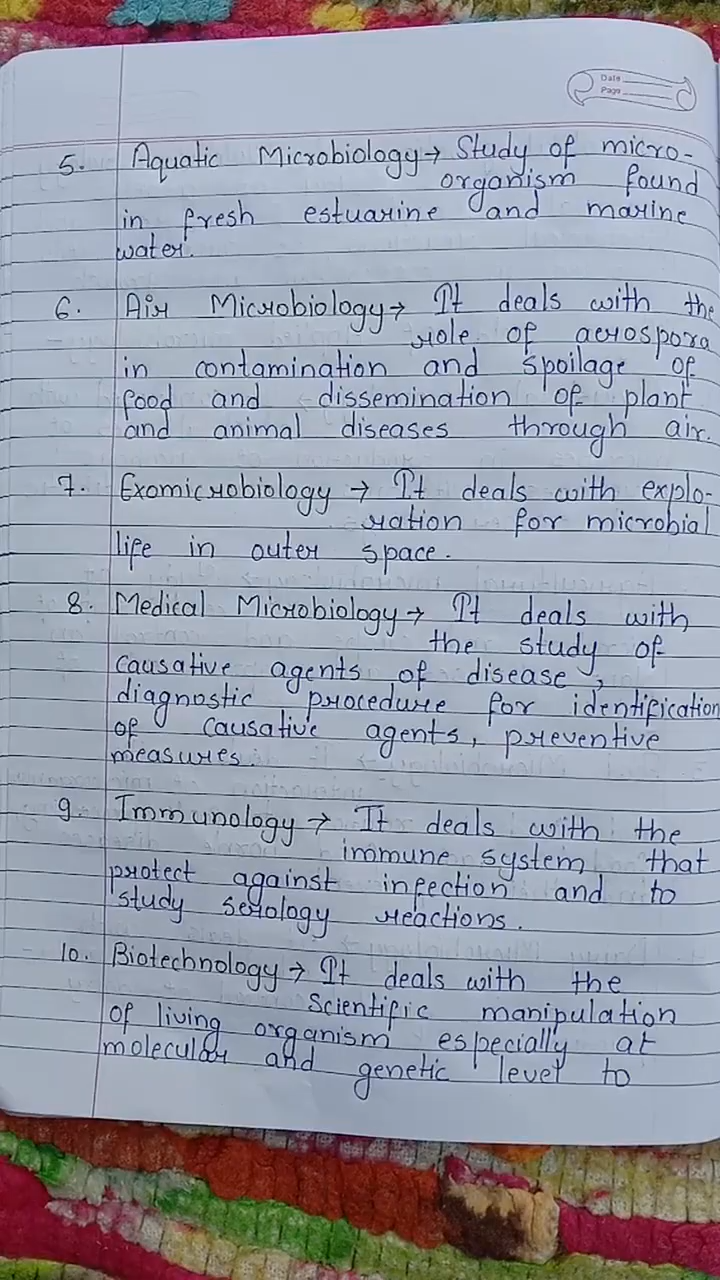 Date
Page
5. Aquatic Microbiology → Study of micro-
organism found
in fresh estuarine and marine
water.
6. Air Microbiology → It deals with the
role of aerospora
in contamination and spoilage of
food and dissemination of plant
and animal diseases through air.
7. Exomicrobiology → It deals with explo-
ration for microbial
life in outer space.
8. Medical Microbiology → It deals with
the study of
causative agents of disease,
diagnostic procedure for identification
of causative agents, preventive
measures.
9. Immunology → It deals with the
immune system that
protect against infection and to
study serology reactions.
10. Biotechnology → It deals with the
Scientific manipulation
of living organism especially at
molecular and genetic level to